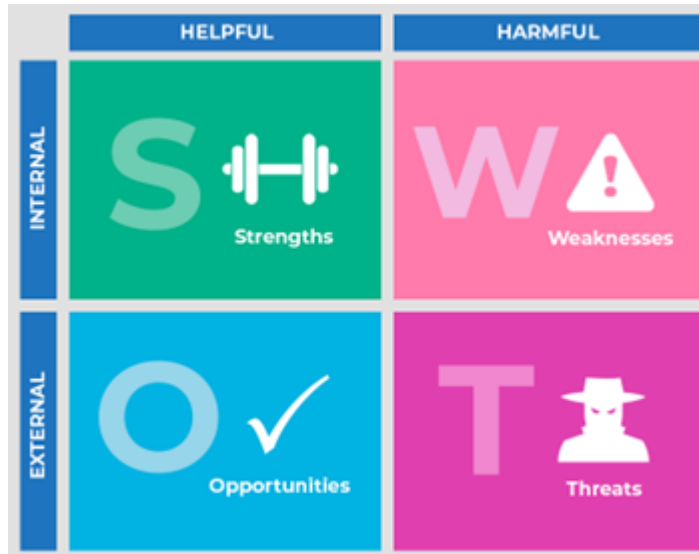 HELPFUL
HARMFUL
INTERNAL
S
Strengths
W
Weaknesses
EXTERNAL
O
Opportunities
T
Threats